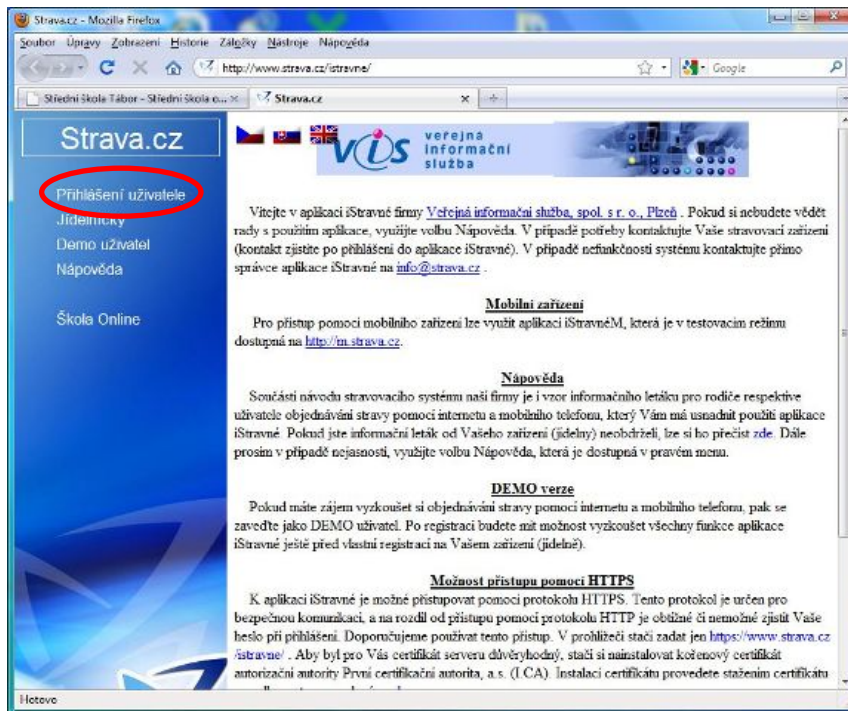 Strava.cz - Mozilla Firefox
Soubor Úpravy Zobrazení Historie Záložky Nástroje Nápověda
http://www.strava.cz/istravne/
Google
Střední škola Tábor - Střední škola o...
Strava.cz
Strava.cz
Přihlášení uživatele
Jídelníčky
Demo uživatel
Nápověda
Škola Online
VIS veřejná
informační
služba
Vítejte v aplikaci iStravné firmy Veřejná informační služba, spol. s r. o., Plzeň . Pokud si nebudete vědět
rady s použitím aplikace, využijte volbu Nápověda. V případě potřeby kontaktujte Vaše stravovací zařízení
(kontakt zjistíte po přihlášení do aplikace iStravné). V případě nefunkčnosti systému kontaktujte přímo
správce aplikace iStravné na info@strava.cz .
Mobilní zařízení
Pro přístup pomocí mobilního zařízení lze využít aplikaci iStravnéM, která je v testovacím režimu
dostupná na http://m.strava.cz.
Nápověda
Součástí návodu stravovacího systému naší firmy je i vzor informačního letáku pro rodiče respektive
uživatele objednávání stravy pomocí internetu a mobilního telefonu, který Vám má usnadnit použití aplikace
iStravné. Pokud jste informační leták od Vašeho zařízení (jídelny) neobdrželi, lze si ho přečíst zde. Dále
prosím v případě nejasností, využijte volbu Nápověda, která je dostupná v pravém menu.
DEMO verze
Pokud máte zájem vyzkoušet si objednávání stravy pomocí internetu a mobilního telefonu, pak se
zaveďte jako DEMO uživatel. Po registraci budete mít možnost vyzkoušet všechny funkce aplikace
iStravné ještě před vlastní registrací na Vašem zařízení (jídelně).
Možnost přístupu pomocí HTTPS
K aplikaci iStravné je možné přistupovat pomocí protokolu HTTPS. Tento protokol je určen pro
bezpečnou komunikaci, a na rozdíl od přístupu pomocí protokolu HTTP je obtížné či nemožné zjistit Vaše
heslo při přihlášení. Doporučujeme používat tento přístup. V prohlížeči stačí zadat jen https://www.strava.cz
/istravne/ . Aby byl pro Vás certifikát serveru důvěryhodný, stačí si nainstalovat kořenový certifikát
autorizační autority První certifikační autorita, a.s. (I.CA). Instalaci certifikátu provedete stažením certifikátu
Hotovo